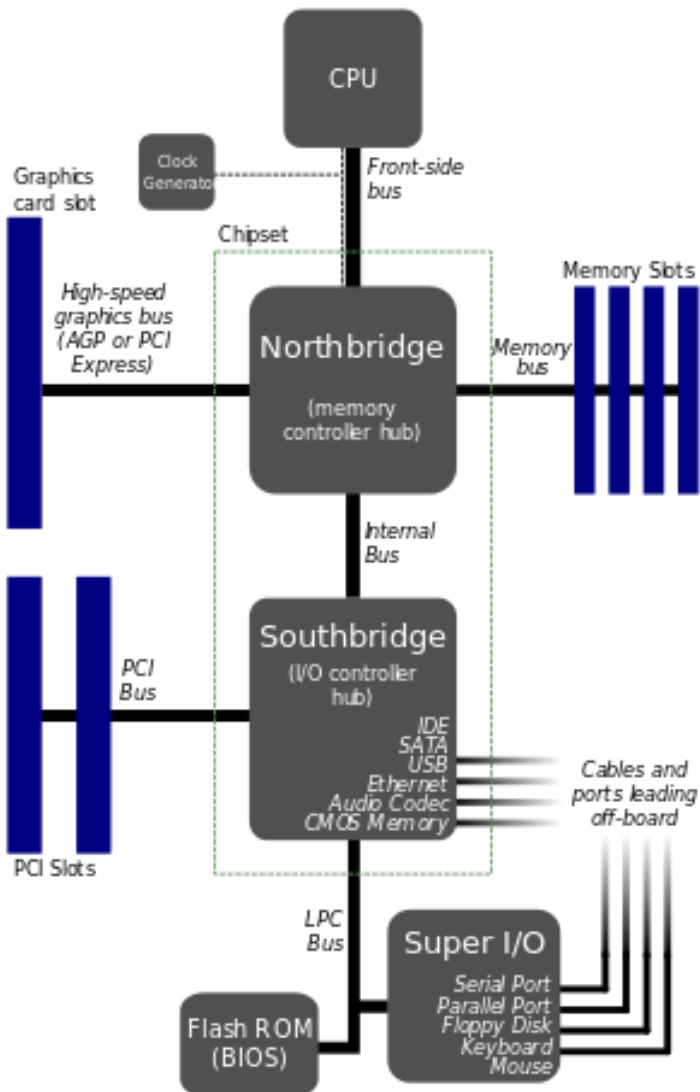 CPU
Clock
Generator
Front-side
bus
Graphics
card slot
Chipset
High-speed
graphics bus
(AGP or PCI
Express)
Northbridge
(memory
controller hub)
Memory Slots
Memory
bus
Internal
Bus
Southbridge
(I/O controller
hub)
PCI
Bus
IDE
SATA
USB
Ethernet
Audio Codec
CMOS Memory
Cables and
ports leading
off-board
PCI Slots
LPC
Bus
Super I/O
Serial Port
Parallel Port
Floppy Disk
Keyboard
Mouse
Flash ROM
(BIOS)